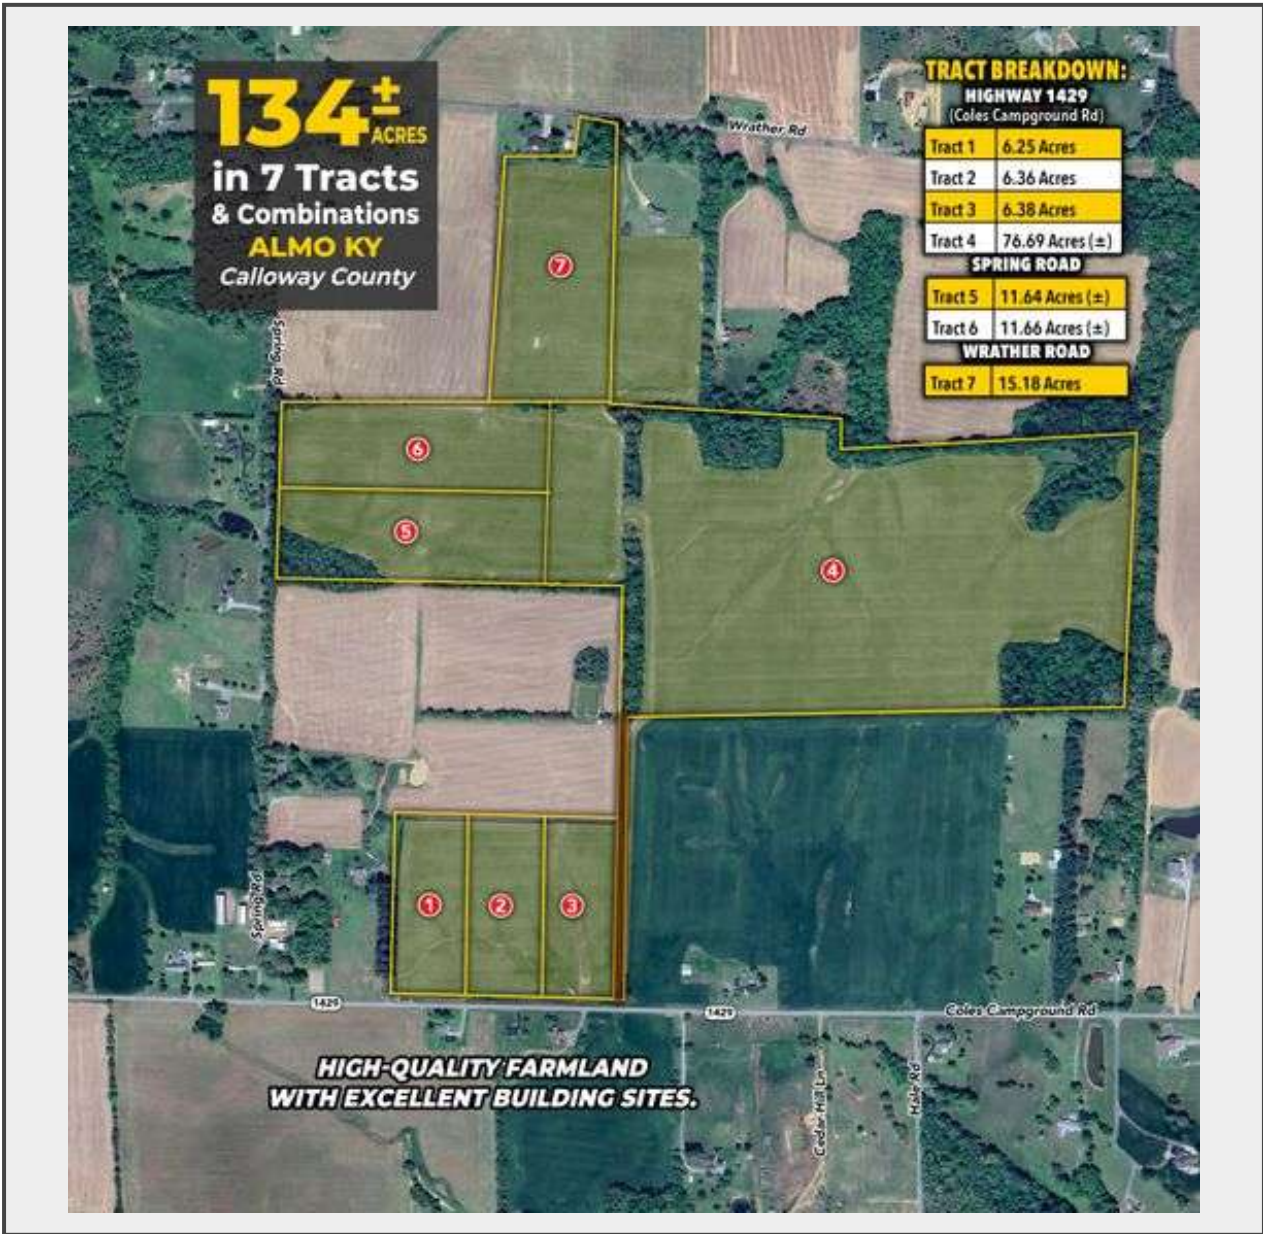 134± ACRES
in 7 Tracts
& Combinations
ALMO KY
Calloway County
TRACT BREAKDOWN:
HIGHWAY 1429
(Coles Campground Rd)
Tract 1 6.25 Acres
Tract 2 6.36 Acres
Tract 3 6.38 Acres
Tract 4 76.69 Acres (±)
SPRING ROAD
Tract 5 11.64 Acres (±)
Tract 6 11.66 Acres (±)
WRATHER ROAD
Tract 7 15.18 Acres
Wrather Rd
7
Spring Rd
6
5
4
1
2
3
Spring Rd
1429
1429
Coles Campground Rd
HIGH-QUALITY FARMLAND
WITH EXCELLENT BUILDING SITES.
Cedar Hill Ln
Hale Rd